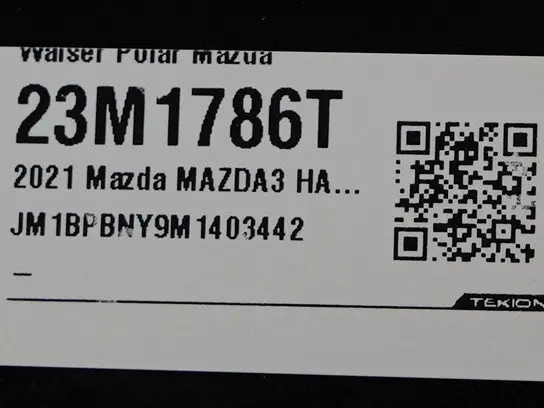 Walser Polar Mazda
23M1786T
2021 Mazda MAZDA3 HA...
JM1BPBNY9M1403442
–
TEKION